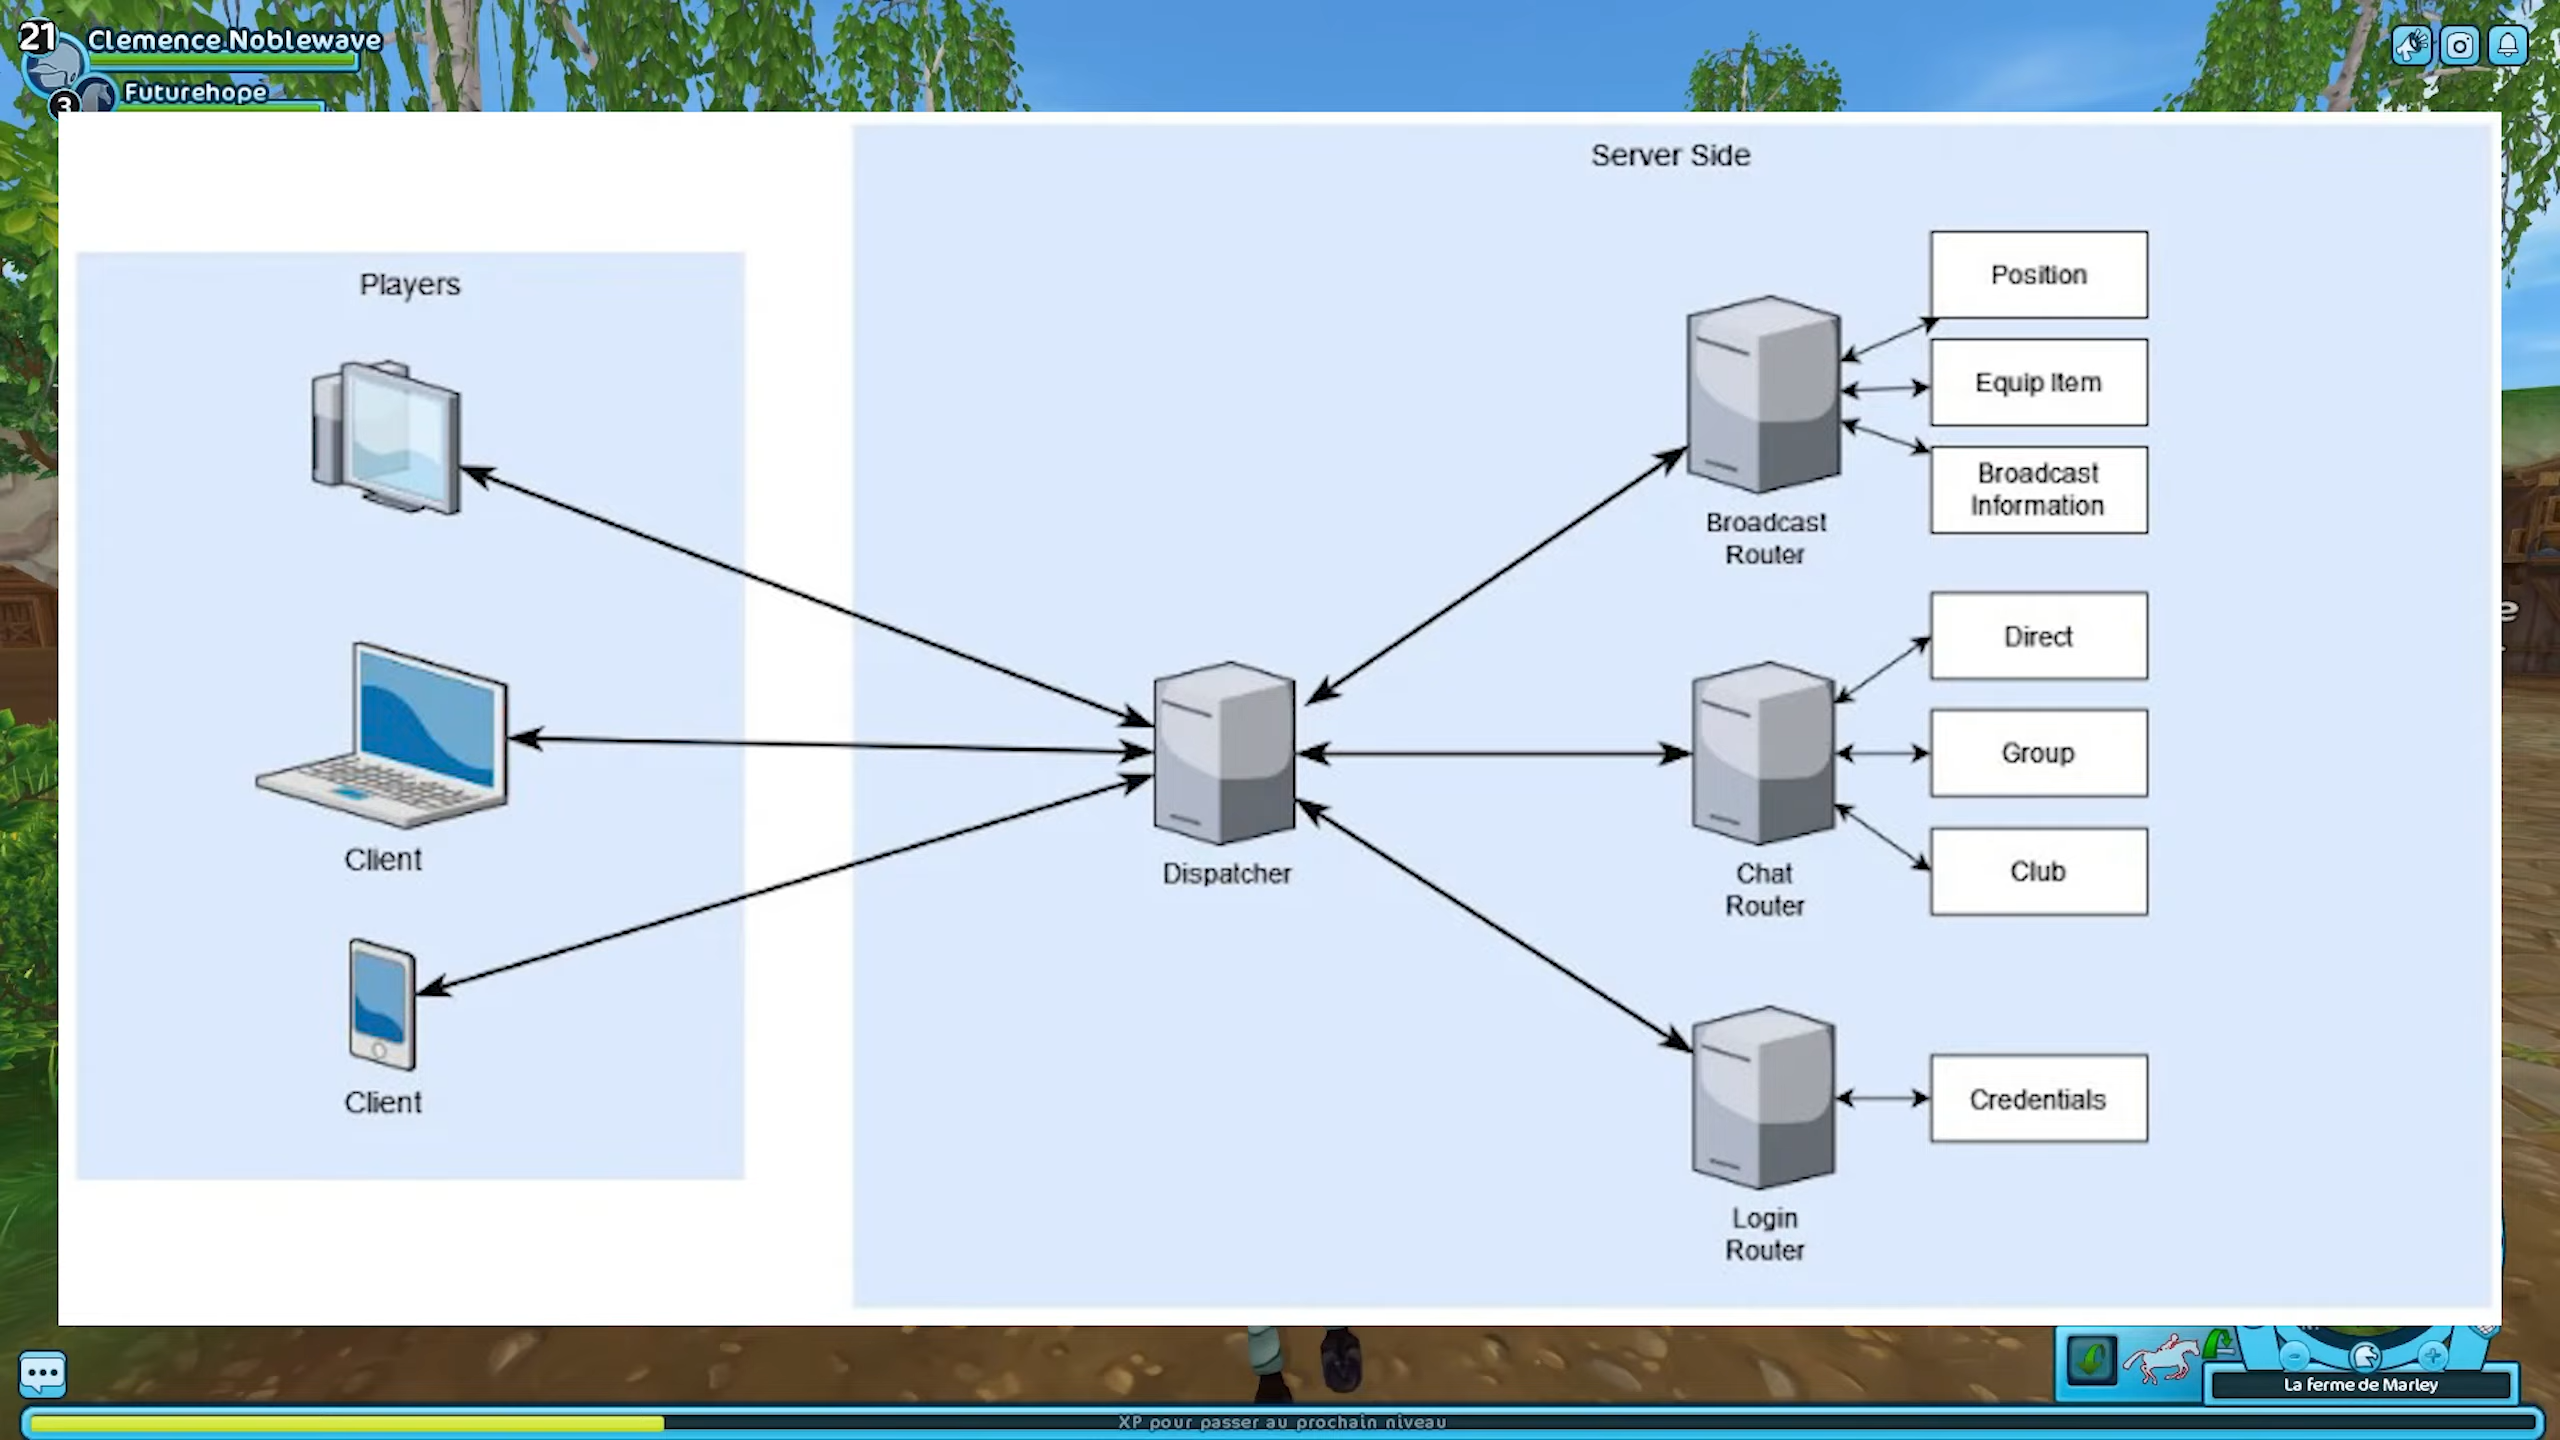 21
Clemence Noblewave
3
Futurehope
Server Side
Players
Position
Equip Item
Broadcast
Information
Broadcast
Router
Direct
Group
Club
Client
Dispatcher
Chat
Router
Client
Credentials
Login
Router
La ferme de Marley
XP pour passer au prochain niveau